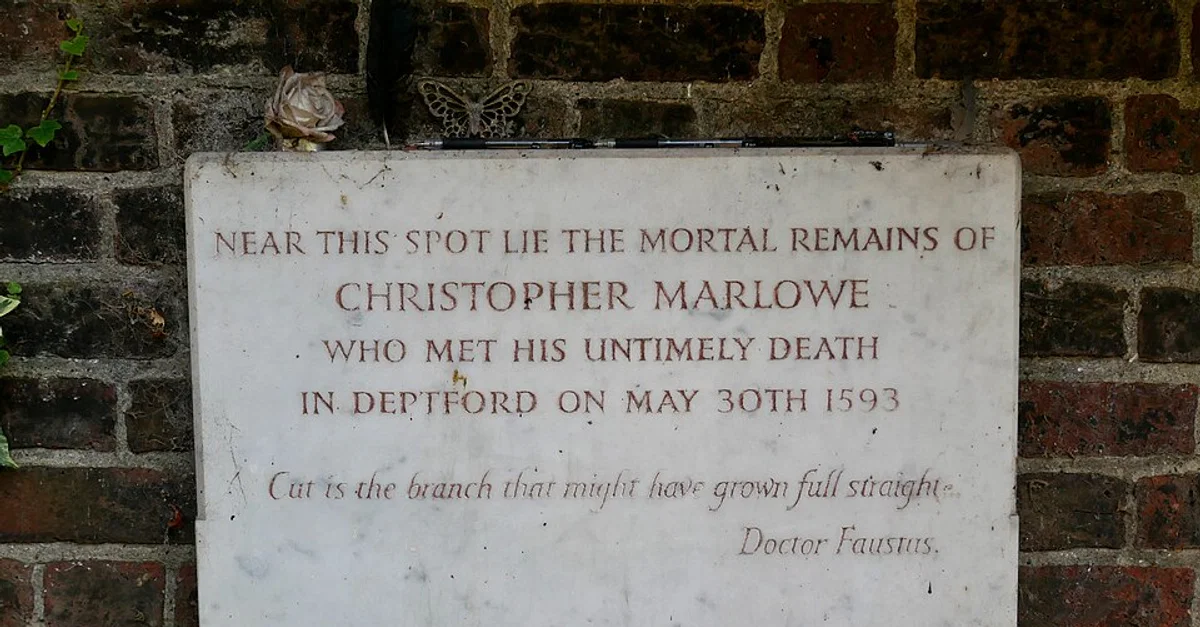 NEAR THIS SPOT LIE THE MORTAL REMAINS OF
CHRISTOPHER MARLOWE
WHO MET HIS UNTIMELY DEATH
IN DEPTFORD ON MAY 30TH 1593
Cut is the branch that might have grown full straight.
Doctor Faustus.